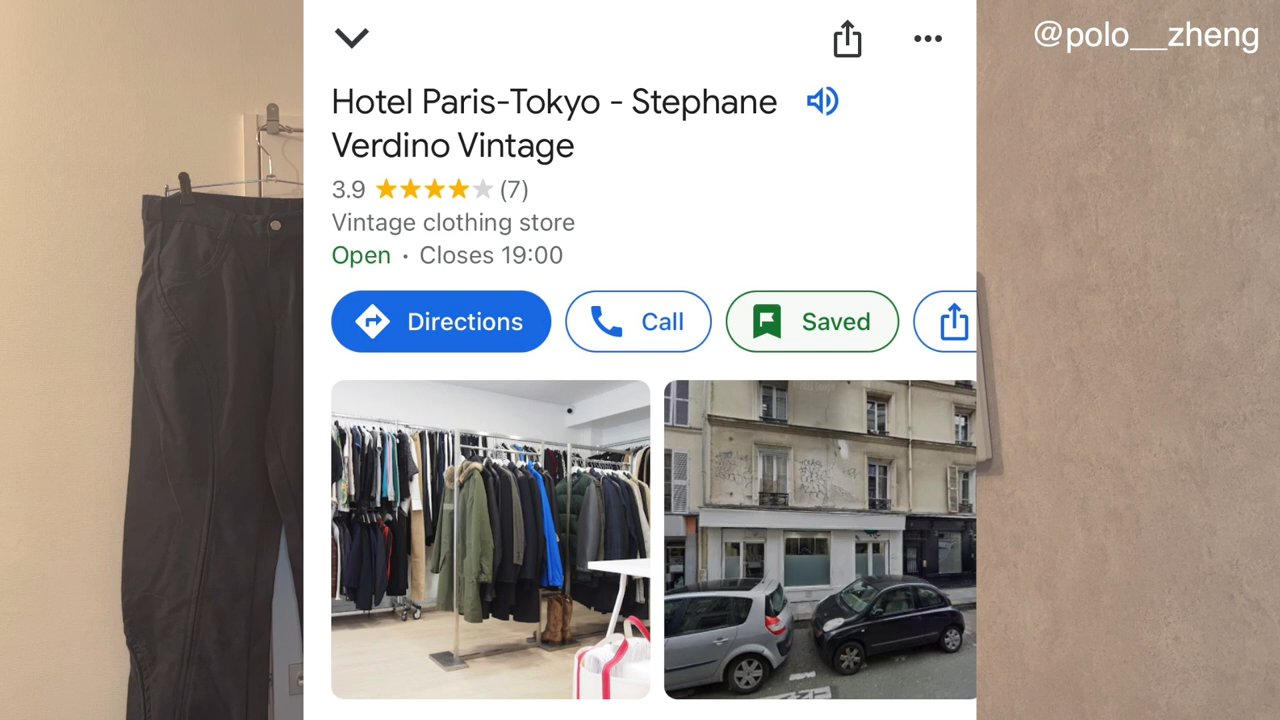 @polo__zheng
Hotel Paris-Tokyo - Stephane
Verdino Vintage
3.9 (7)
Vintage clothing store
Open · Closes 19:00
Directions
Call
Saved